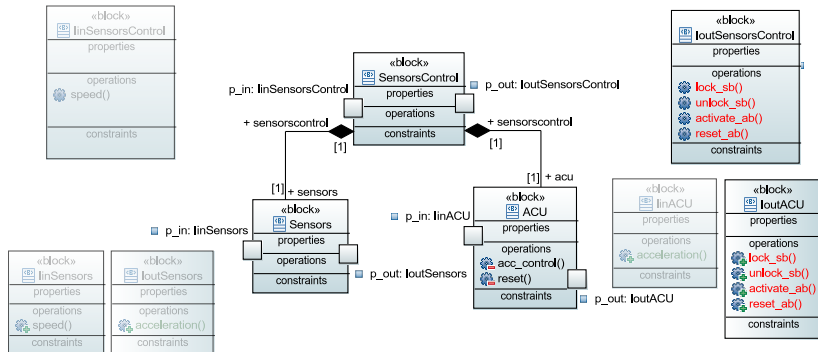 «block»
IinSensorsControl
properties
operations
speed()
constraints
«block»
SensorsControl
properties
operations
constraints
p_in: IinSensorsControl
p_out: IoutSensorsControl
«block»
IoutSensorsControl
properties
operations
lock_sb()
unlock_sb()
activate_ab()
reset_ab()
constraints
+ sensorscontrol
[1]
+ sensorscontrol
[1]
[1]
+ sensors
[1]
+ acu
«block»
Sensors
properties
operations
constraints
p_in: IinSensors
p_out: IoutSensors
«block»
ACU
properties
operations
acc_control()
reset()
constraints
p_in: IinACU
p_out: IoutACU
«block»
IinACU
properties
operations
acceleration()
constraints
«block»
IoutACU
properties
operations
lock_sb()
unlock_sb()
activate_ab()
reset_ab()
constraints
«block»
IinSensors
properties
operations
speed()
constraints
«block»
IoutSensors
properties
operations
acceleration()
constraints